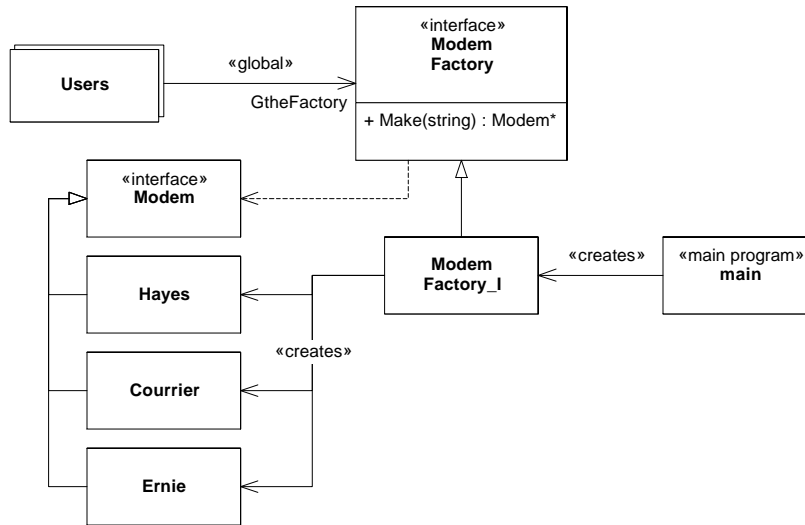 «interface»
Modem
Factory
«global»
Users
GtheFactory
+ Make(string) : Modem*
«interface»
Modem
Modem
Factory_I
«creates»
«main program»
main
Hayes
«creates»
Courrier
Ernie